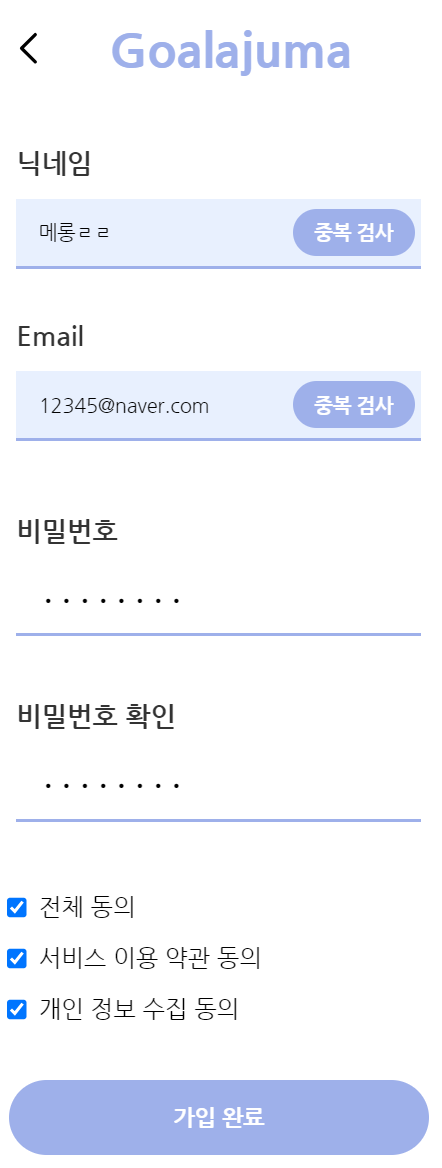 Goalajuma
닉네임
메롱ㄹㄹ
중복 검사
Email
12345@naver.com
중복 검사
비밀번호
········
비밀번호 확인
········
전체 동의
서비스 이용 약관 동의
개인 정보 수집 동의
가입 완료